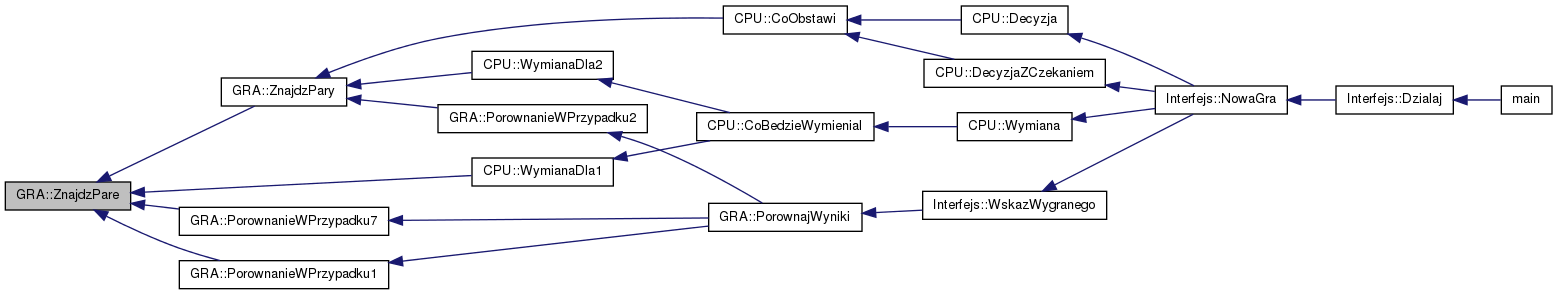 GRA::ZnajdzPare
GRA::ZnajdzPary
CPU::WymianaDla1
GRA::PorownanieWPrzypadku7
GRA::PorownanieWPrzypadku1
CPU::WymianaDla2
GRA::PorownanieWPrzypadku2
CPU::CoObstawi
CPU::CoBedzieWymienial
GRA::PorownajWyniki
CPU::Decyzja
CPU::DecyzjaZCzekaniem
CPU::Wymiana
Interfejs::WskazWygranego
Interfejs::NowaGra
Interfejs::Dzialaj
main